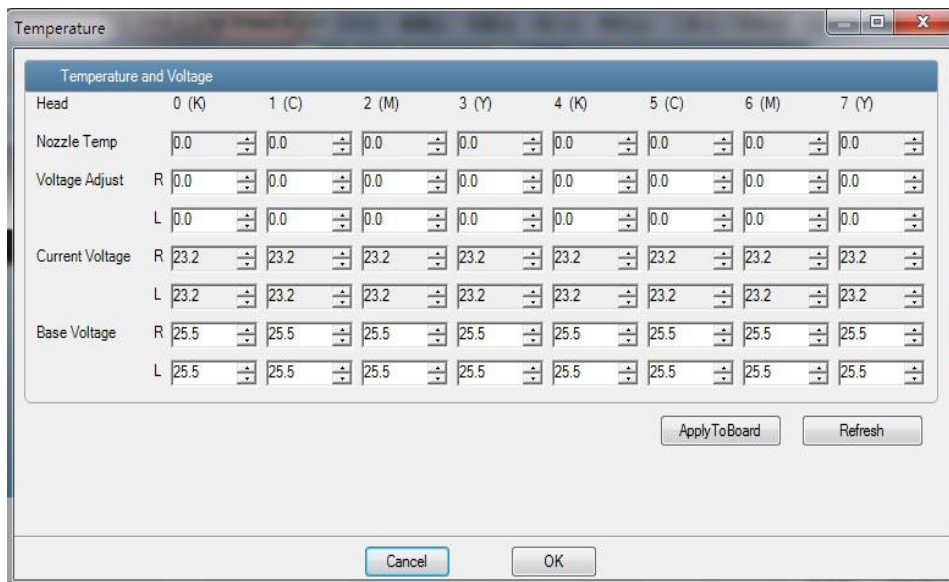 Temperature
Temperature and Voltage
Head 0 (K) 1 (C) 2 (M) 3 (Y) 4 (K) 5 (C) 6 (M) 7 (Y)
Nozzle Temp 0.0 0.0 0.0 0.0 0.0 0.0 0.0 0.0
Voltage Adjust R 0.0 0.0 0.0 0.0 0.0 0.0 0.0 0.0
L 0.0 0.0 0.0 0.0 0.0 0.0 0.0 0.0
Current Voltage R 23.2 23.2 23.2 23.2 23.2 23.2 23.2 23.2
L 23.2 23.2 23.2 23.2 23.2 23.2 23.2 23.2
Base Voltage R 25.5 25.5 25.5 25.5 25.5 25.5 25.5 25.5
L 25.5 25.5 25.5 25.5 25.5 25.5 25.5 25.5
ApplyToBoard Refresh
Cancel OK